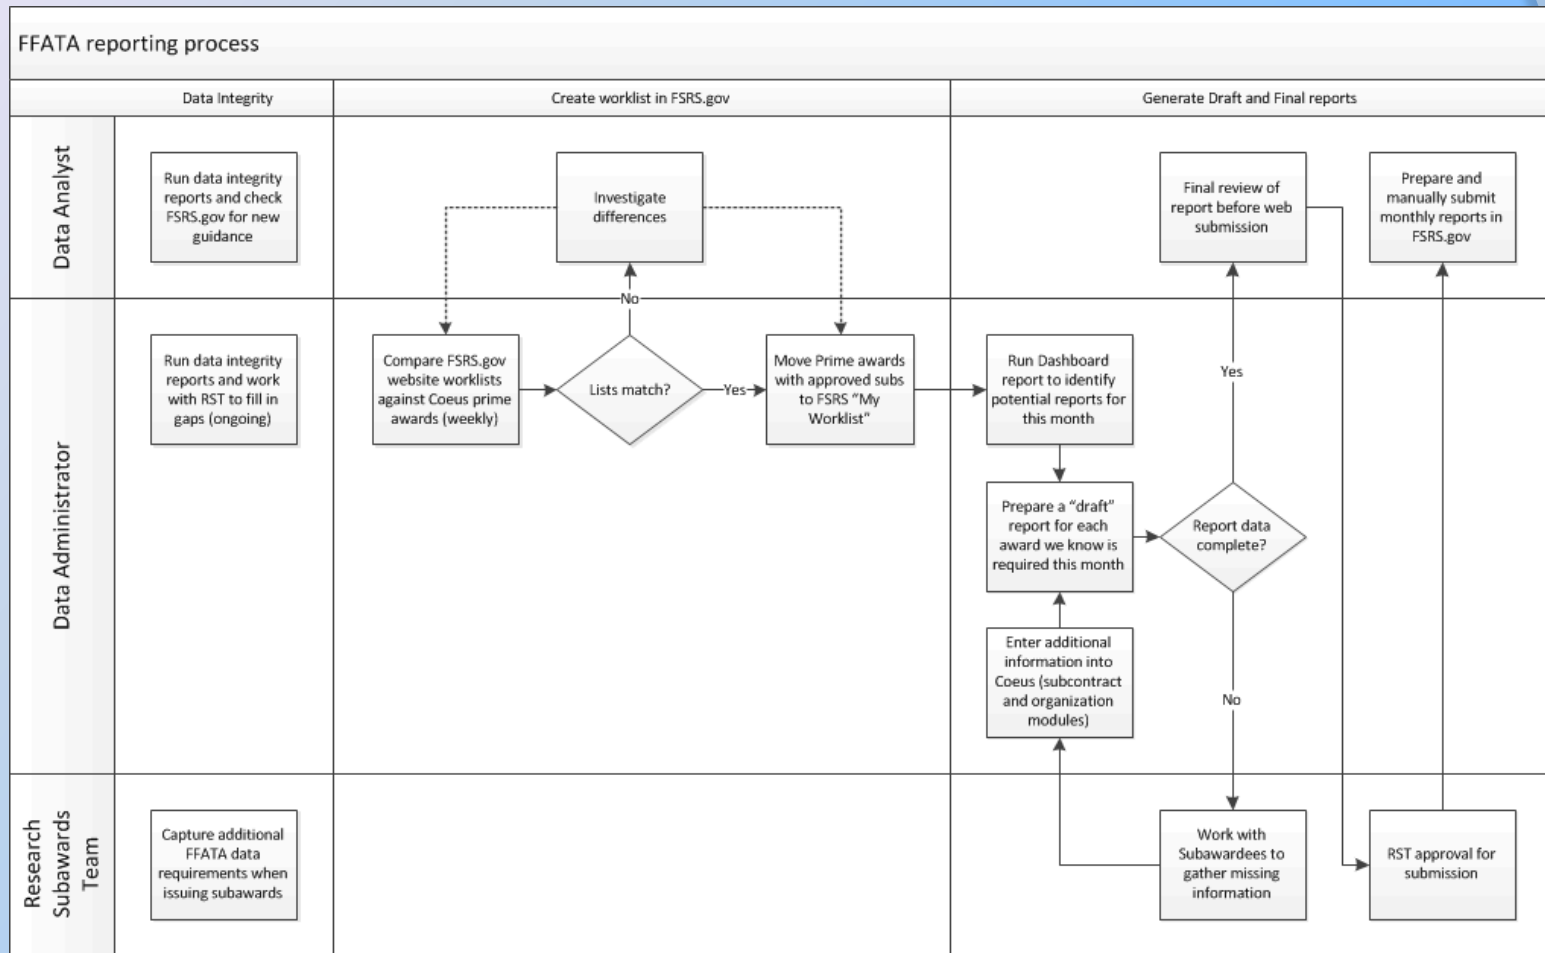 FFATA reporting process
Data Integrity
Create worklist in FSRS.gov
Generate Draft and Final reports
Data Analyst
Run data integrity
reports and check
FSRS.gov for new
guidance
Investigate
differences
Final review of
report before web
submission
Prepare and
manually submit
monthly reports in
FSRS.gov
No
Data Administrator
Run data integrity
reports and work
with RST to fill in
gaps (ongoing)
Compare FSRS.gov
website worklists
against Coeus prime
awards (weekly)
Lists match?
Yes
Move Prime awards
with approved subs
to FSRS "My
Worklist"
Run Dashboard
report to identify
potential reports for
this month
Yes
Prepare a “draft”
report for each
award we know is
required this month
Report data
complete?
Enter additional
information into
Coeus (subcontract
and organization
modules)
No
Research
Subawards
Team
Capture additional
FFATA data
requirements when
issuing subawards
Work with
Subawardees to
gather missing
information
RST approval for
submission